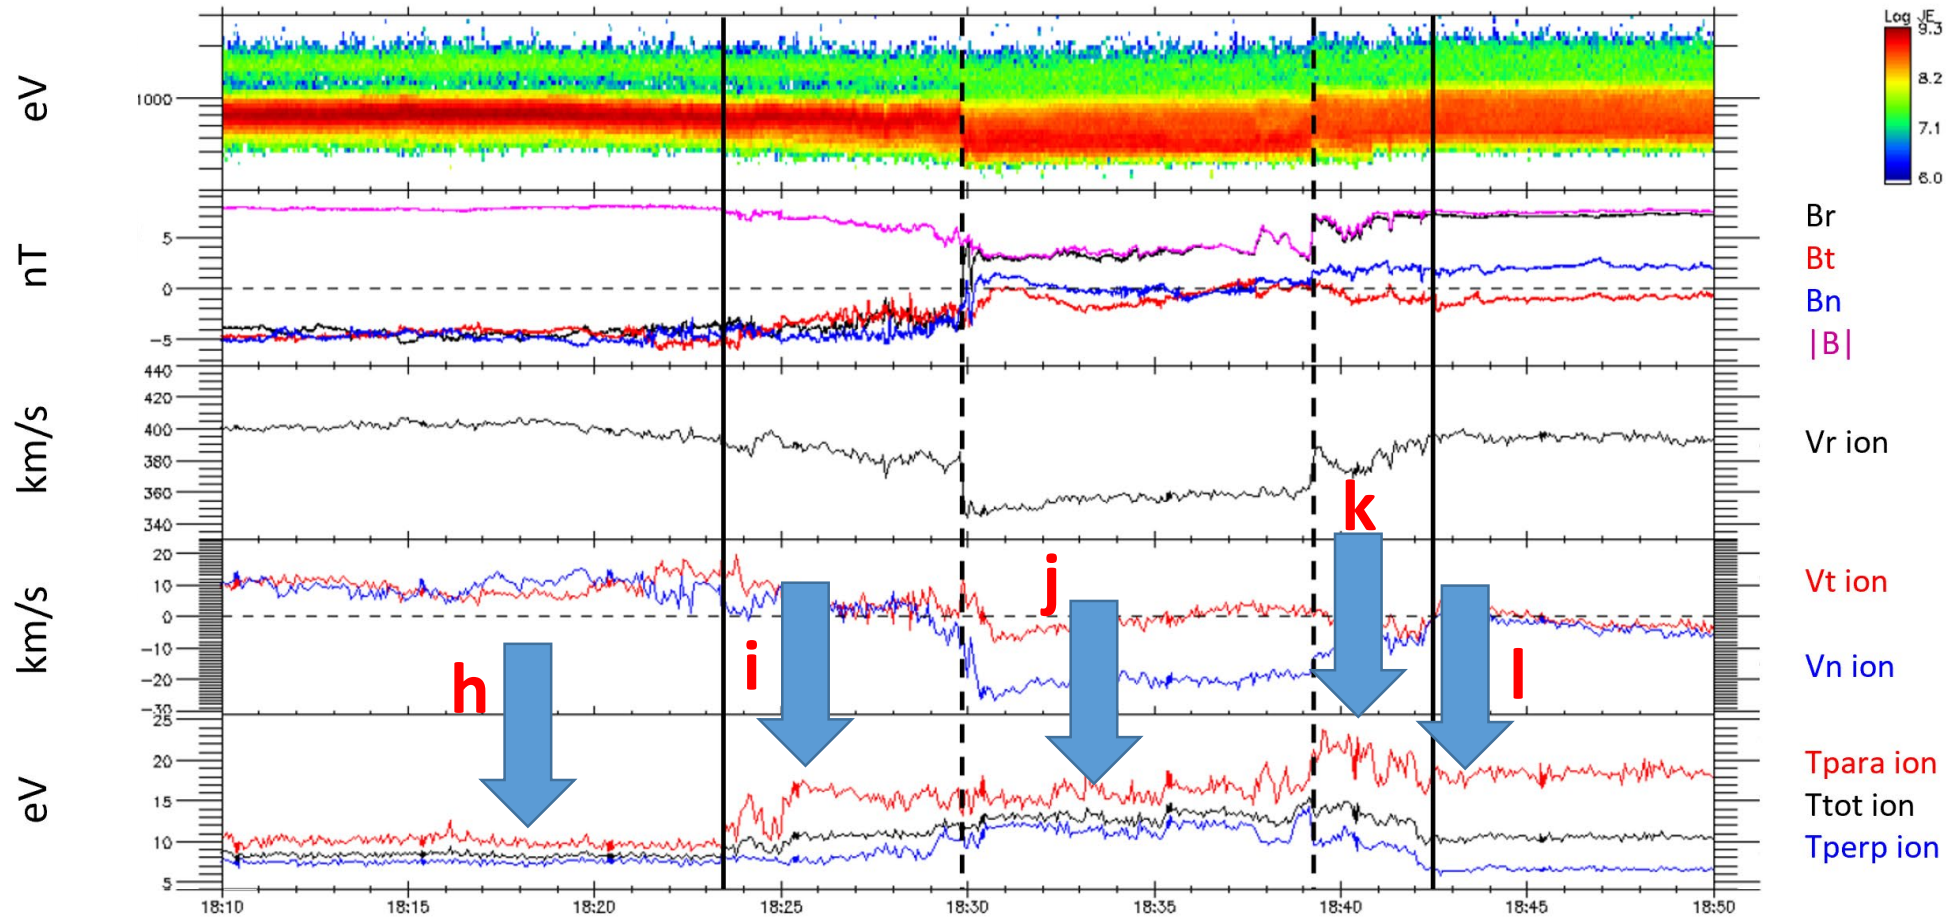 Log JE
9.3
8.2
7.1
6.0
eV
1000
nT
5
0
−5
Br
Bt
Bn
|B|
km/s
440
420
400
380
360
340
Vr ion
k
km/s
20
10
0
−10
−20
−30
j
Vt ion
Vn ion
h
i
l
eV
25
20
15
10
5
Tpara ion
Ttot ion
Tperp ion
18:10
18:15
18:20
18:25
18:30
18:35
18:40
18:45
18:50